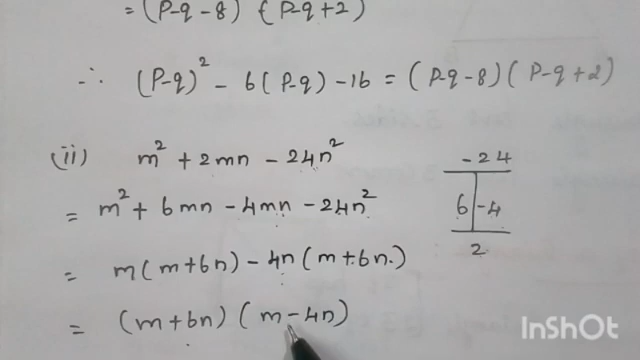 = (P-q-8) (P-q+2)
∴ (P-q)² - 6(P-q) - 16 = (P-q-8)(P-q+2)
(ii) m² + 2mn - 24n²
= m² + 6mn - 4mn - 24n²
= m(m+6n) - 4n(m+6n)
= (m+6n)(m-4n)
-24
6 -4
2
InShOt